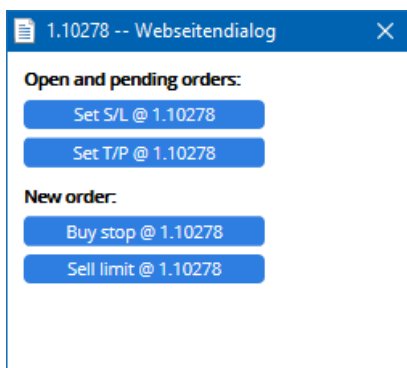 1.10278 -- Webseitendialog
Open and pending orders:
Set S/L @ 1.10278
Set T/P @ 1.10278
New order:
Buy stop @ 1.10278
Sell limit @ 1.10278